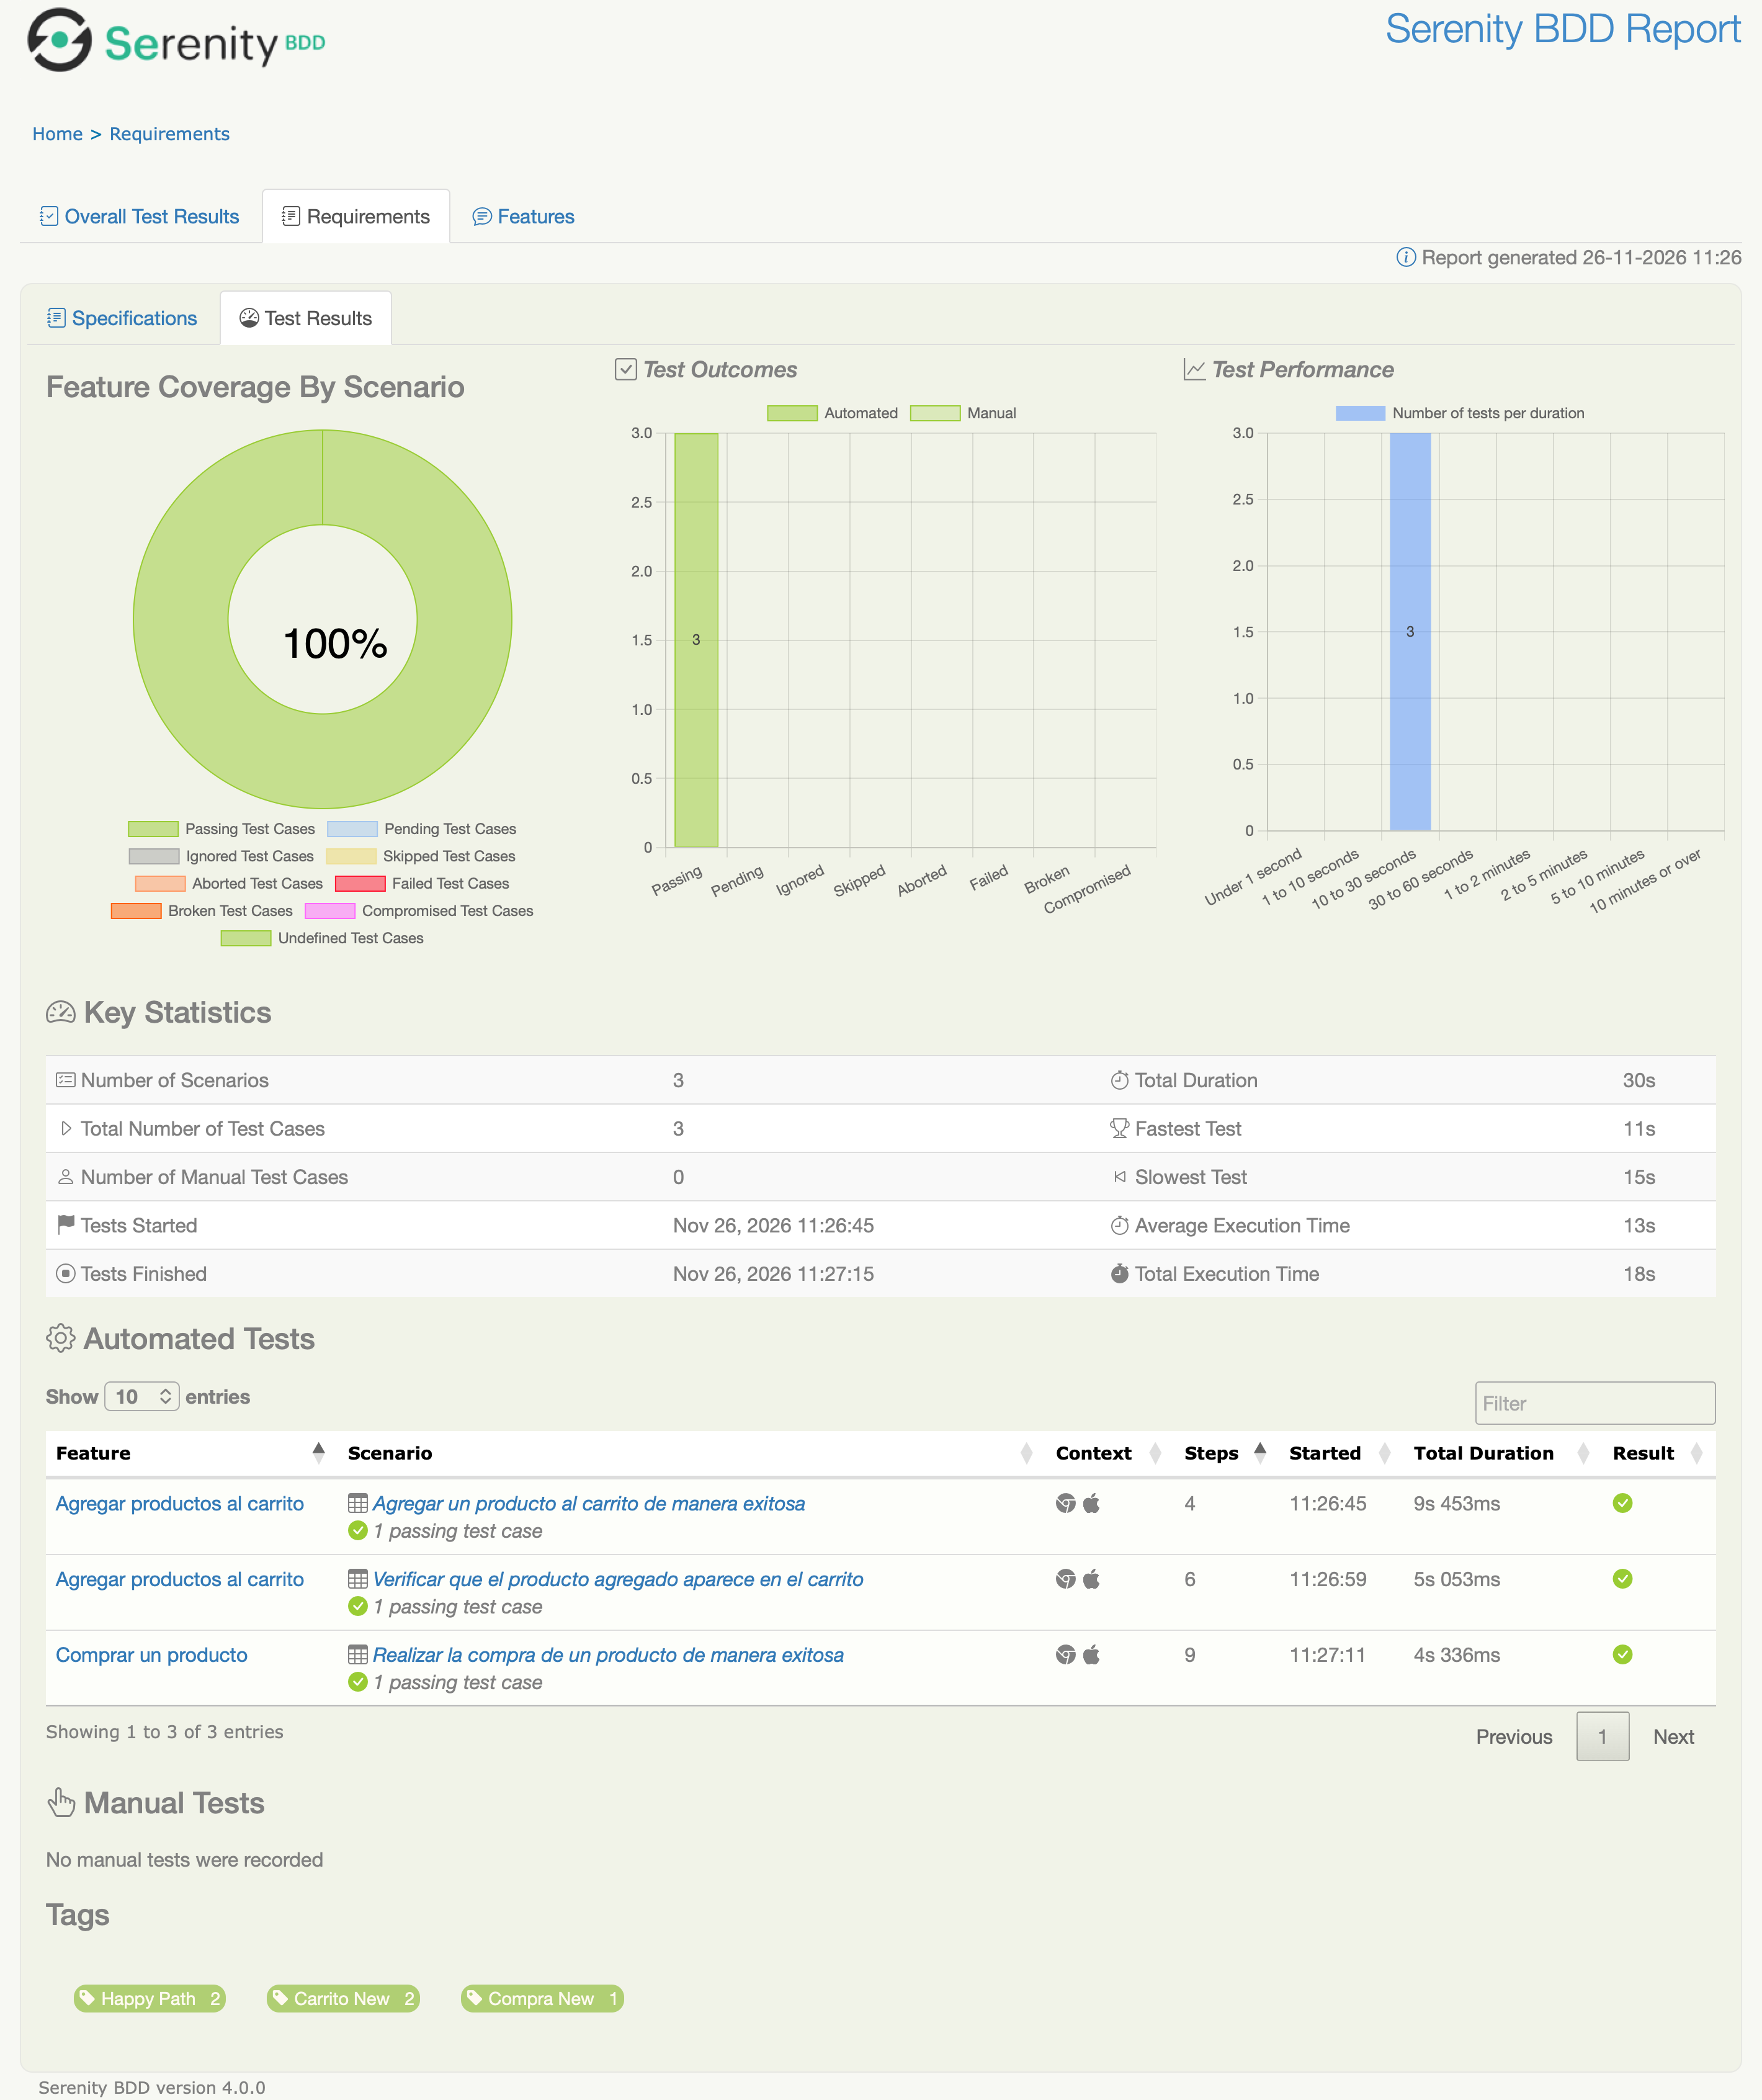 Serenity BDD
Serenity BDD Report
Home > Requirements
Overall Test Results
Requirements
Features
Report generated 26-11-2026 11:26
Specifications
Test Results
Feature Coverage By Scenario
100%
Passing Test Cases
Pending Test Cases
Ignored Test Cases
Skipped Test Cases
Aborted Test Cases
Failed Test Cases
Broken Test Cases
Compromised Test Cases
Undefined Test Cases
Test Outcomes
Automated
Manual
3.0
2.5
2.0
1.5
1.0
0.5
0
3
Passing
Pending
Ignored
Skipped
Aborted
Failed
Broken
Compromised
Test Performance
Number of tests per duration
3.0
2.5
2.0
1.5
1.0
0.5
0
3
Under 1 second
1 to 10 seconds
10 to 30 seconds
30 to 60 seconds
1 to 2 minutes
2 to 5 minutes
5 to 10 minutes
10 minutes or over
Key Statistics
Number of Scenarios 3 Total Duration 30s
Total Number of Test Cases 3 Fastest Test 11s
Number of Manual Test Cases 0 Slowest Test 15s
Tests Started Nov 26, 2026 11:26:45 Average Execution Time 13s
Tests Finished Nov 26, 2026 11:27:15 Total Execution Time 18s
Automated Tests
Show 10 entries
Filter
Feature Scenario Context Steps Started Total Duration Result
Agregar productos al carrito Agregar un producto al carrito de manera exitosa 4 11:26:45 9s 453ms
1 passing test case
Agregar productos al carrito Verificar que el producto agregado aparece en el carrito 6 11:26:59 5s 053ms
1 passing test case
Comprar un producto Realizar la compra de un producto de manera exitosa 9 11:27:11 4s 336ms
1 passing test case
Showing 1 to 3 of 3 entries
Previous 1 Next
Manual Tests
No manual tests were recorded
Tags
Happy Path 2
Carrito New 2
Compra New 1
Serenity BDD version 4.0.0